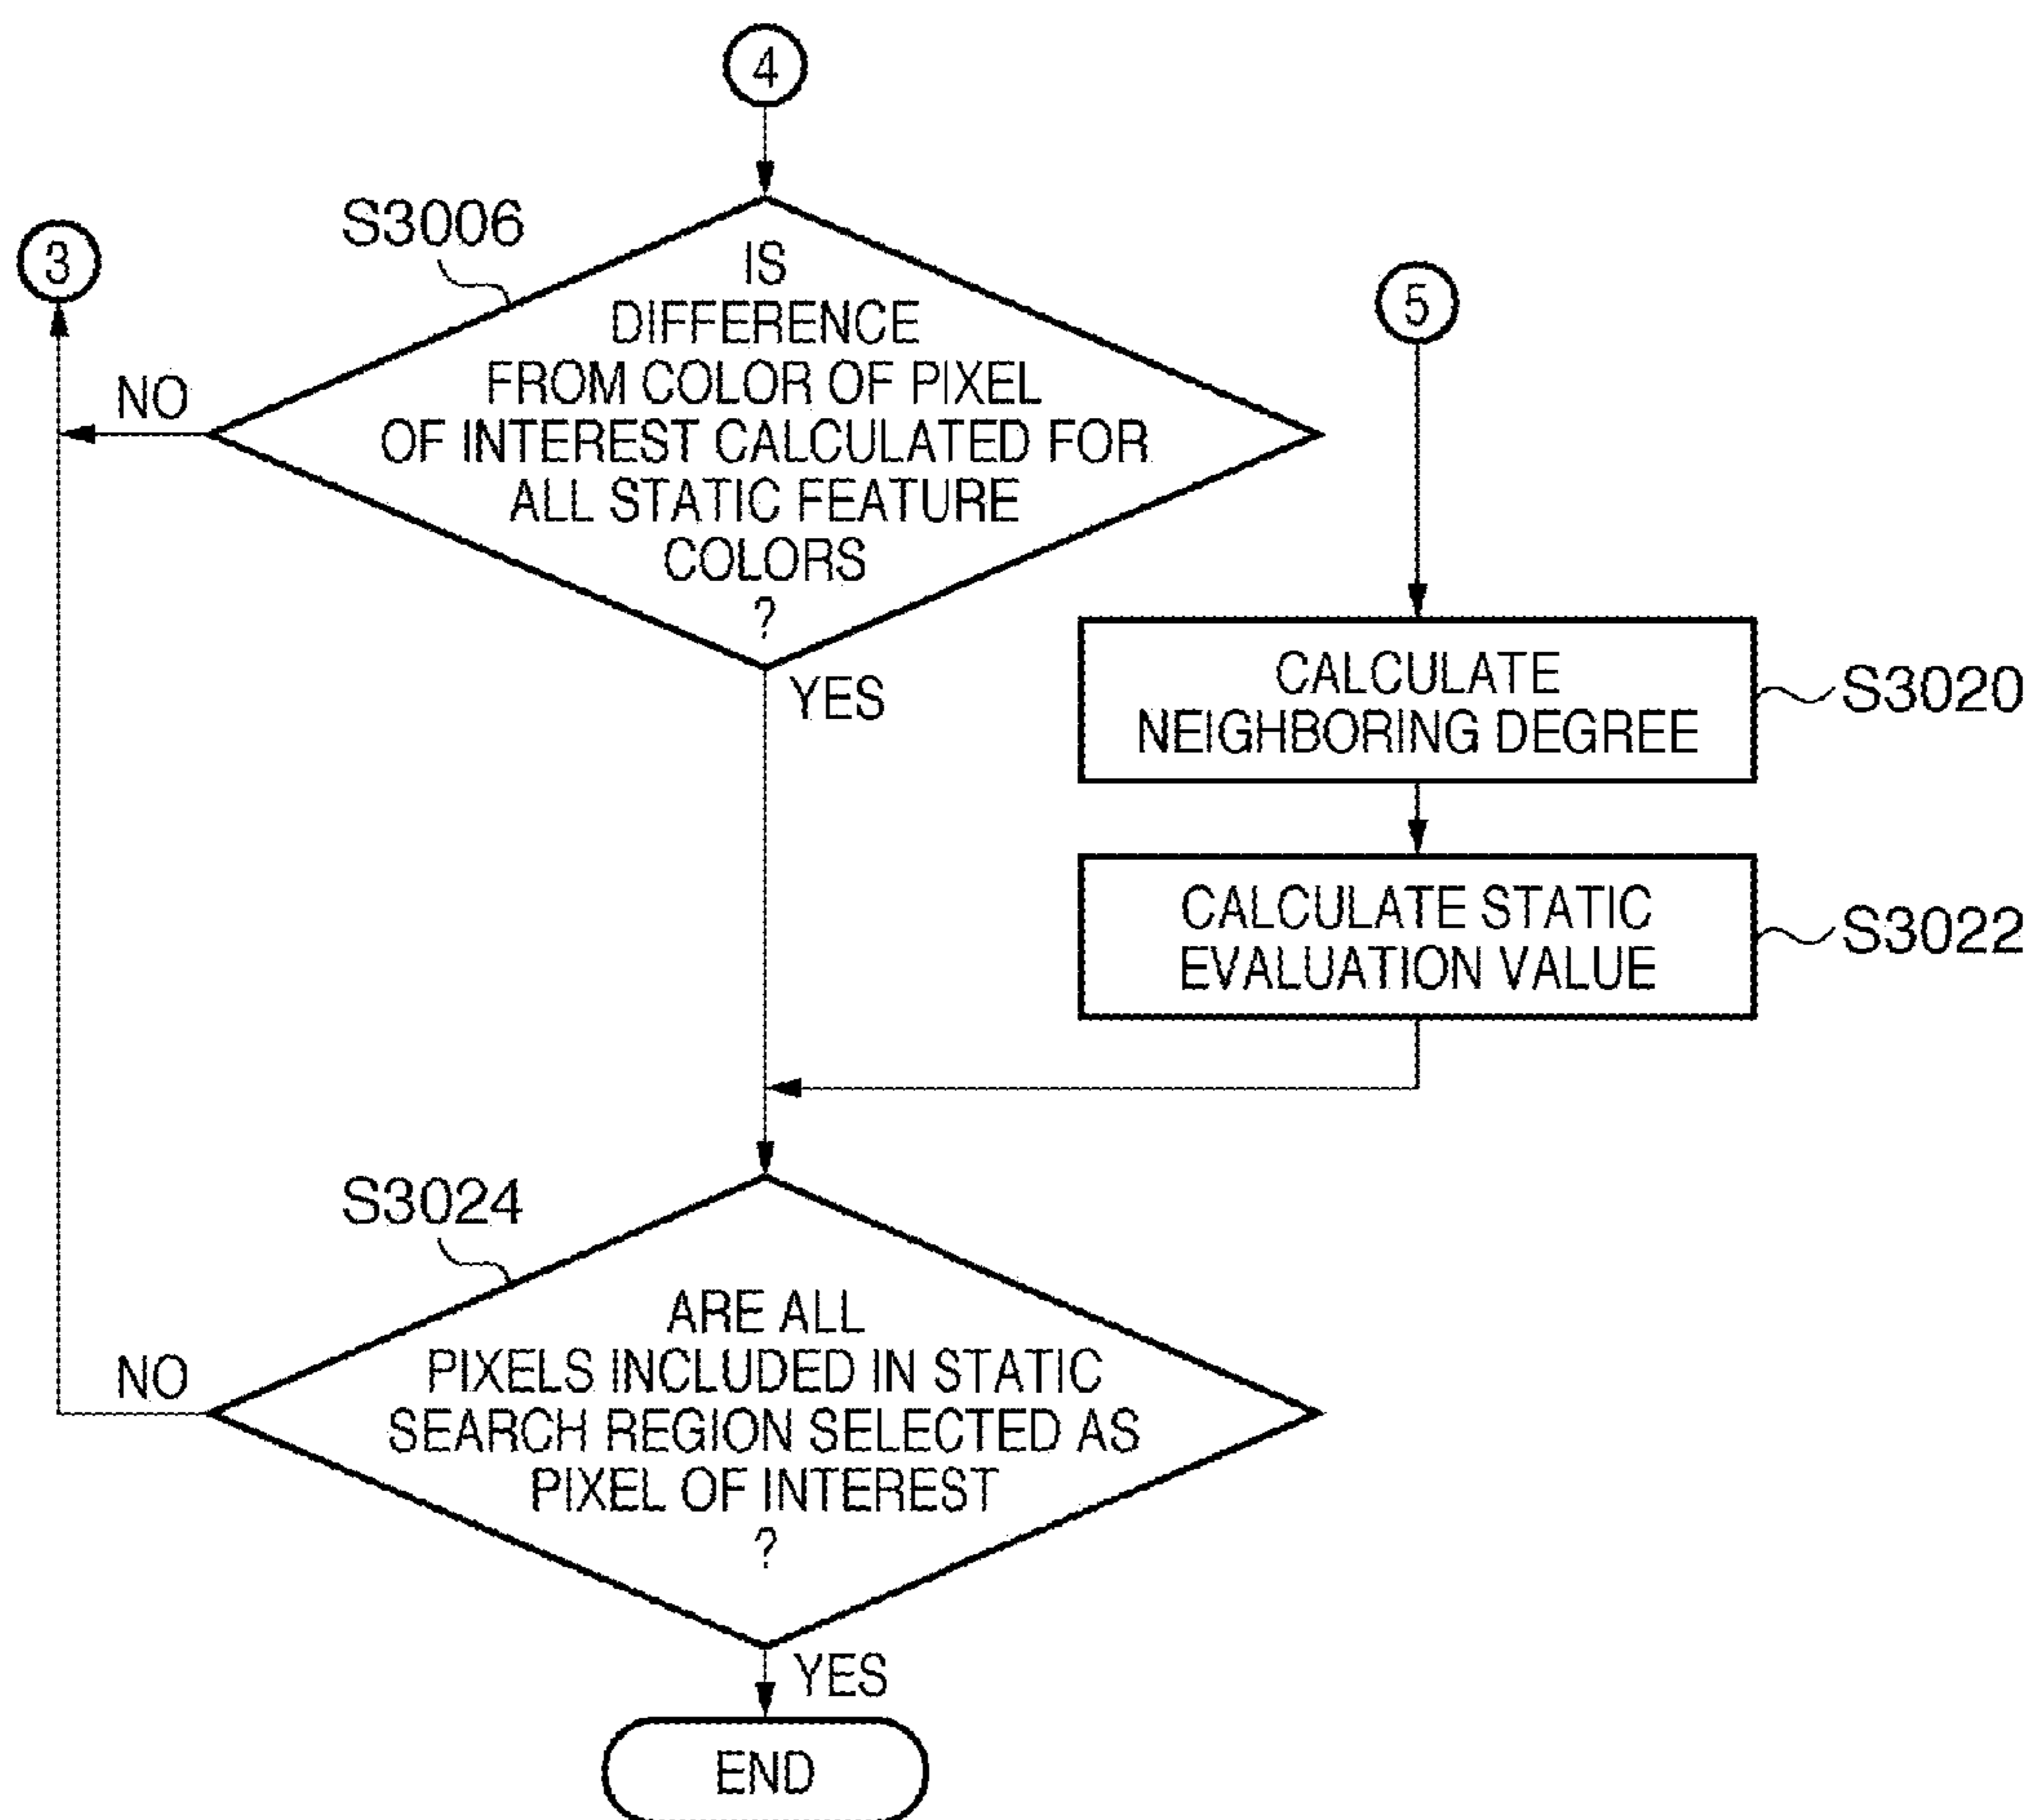 4
S3006
3
IS
DIFFERENCE
FROM COLOR OF PIXEL
OF INTEREST CALCULATED FOR
ALL STATIC FEATURE
COLORS
?
NO
YES
5
CALCULATE
NEIGHBORING DEGREE
S3020
CALCULATE STATIC
EVALUATION VALUE
S3022
S3024
ARE ALL
PIXELS INCLUDED IN STATIC
SEARCH REGION SELECTED AS
PIXEL OF INTEREST
?
NO
YES
END